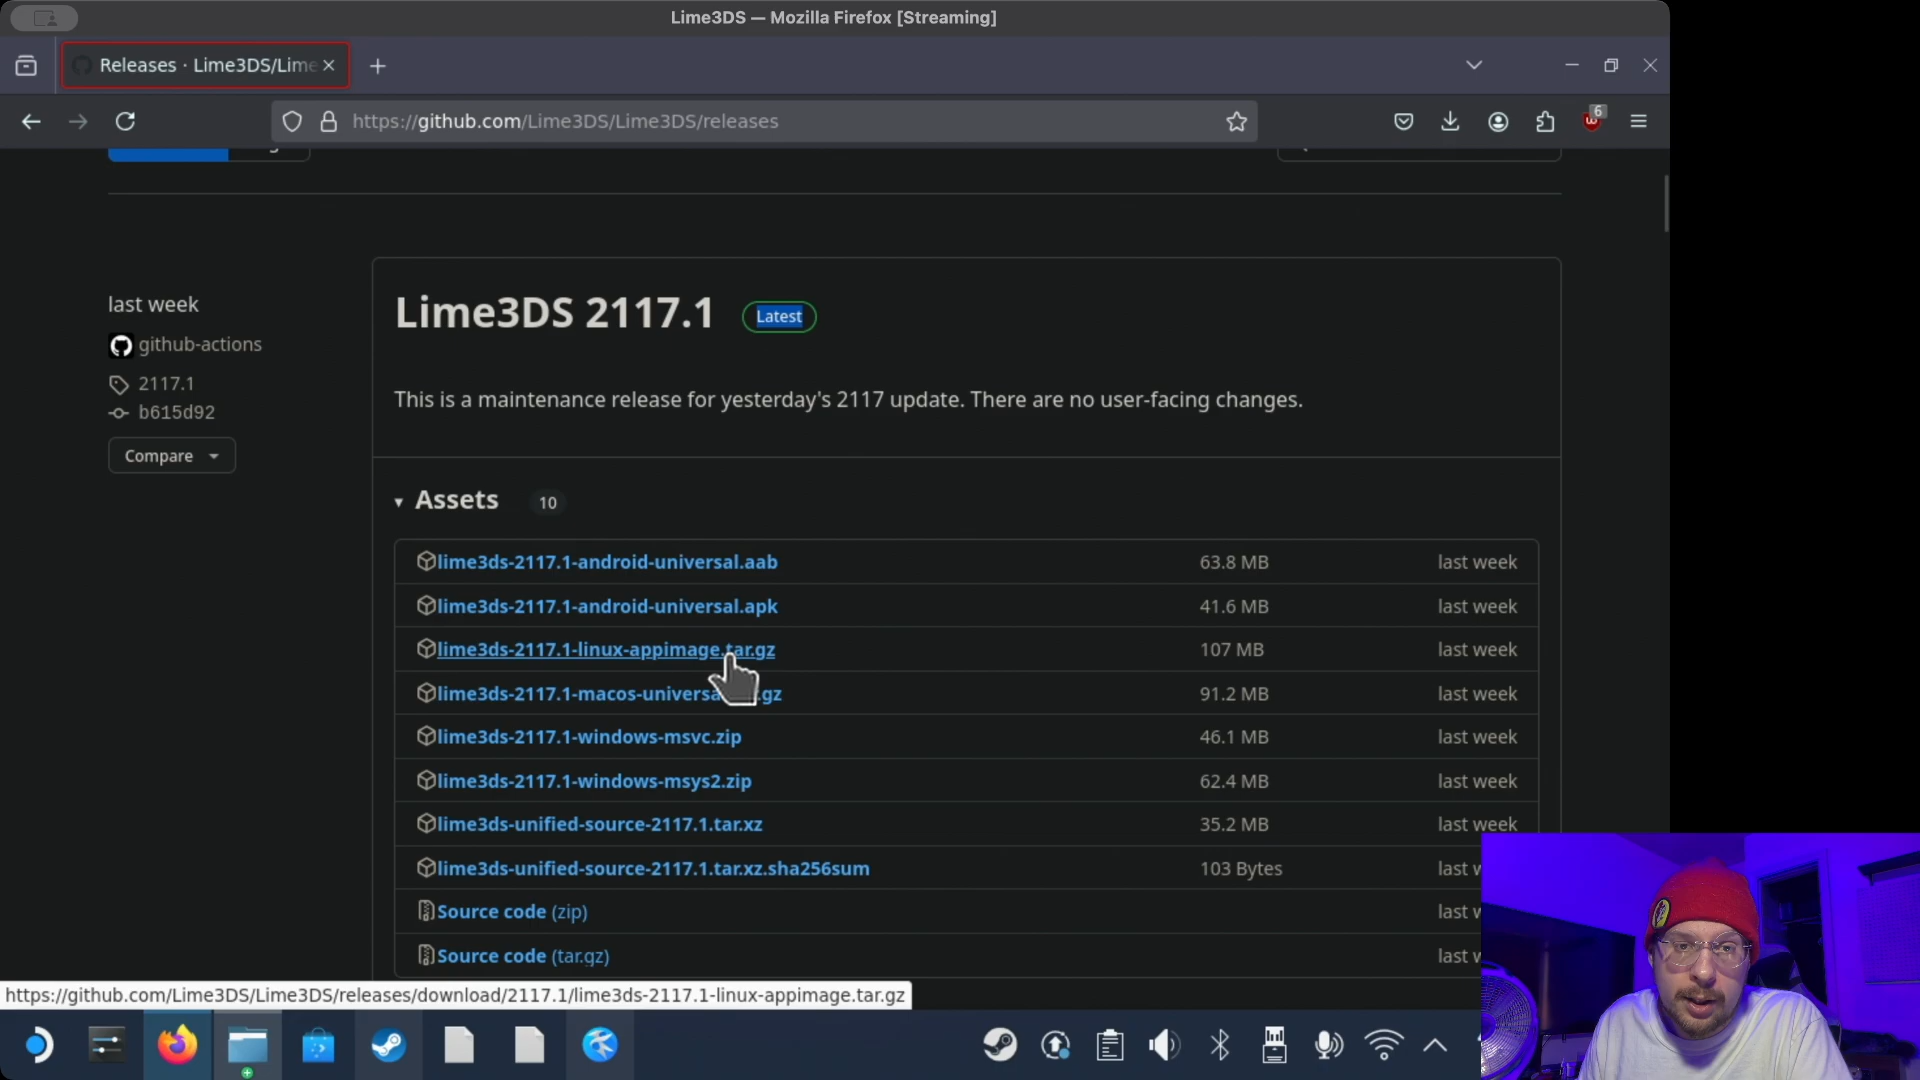 Lime3DS — Mozilla Firefox [Streaming]
Releases · Lime3DS/Lime
https://github.com/Lime3DS/Lime3DS/releases
6
last week
github-actions
2117.1
b615d92
Compare
Lime3DS 2117.1 Latest
This is a maintenance release for yesterday's 2117 update. There are no user-facing changes.
Assets 10
lime3ds-2117.1-android-universal.aab 63.8 MB last week
lime3ds-2117.1-android-universal.apk 41.6 MB last week
lime3ds-2117.1-linux-appimage.tar.gz 107 MB last week
lime3ds-2117.1-macos-universa .gz 91.2 MB last week
lime3ds-2117.1-windows-msvc.zip 46.1 MB last week
lime3ds-2117.1-windows-msys2.zip 62.4 MB last week
lime3ds-unified-source-2117.1.tar.xz 35.2 MB last week
lime3ds-unified-source-2117.1.tar.xz.sha256sum 103 Bytes last w
Source code (zip) last w
Source code (tar.gz) last w
https://github.com/Lime3DS/Lime3DS/releases/download/2117.1/lime3ds-2117.1-linux-appimage.tar.gz